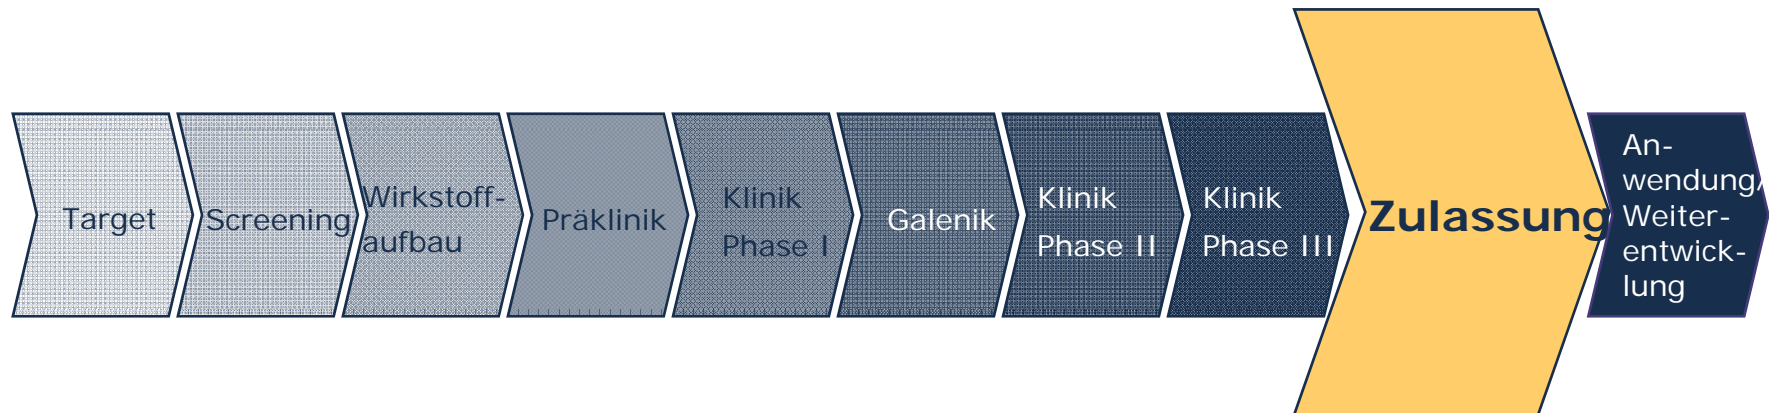 Target
Screening
Wirkstoff-
aufbau
Präklinik
Klinik
Phase I
Galenik
Klinik
Phase II
Klinik
Phase III
Zulassung
An-
wendung/
Weiter-
entwick-
lung